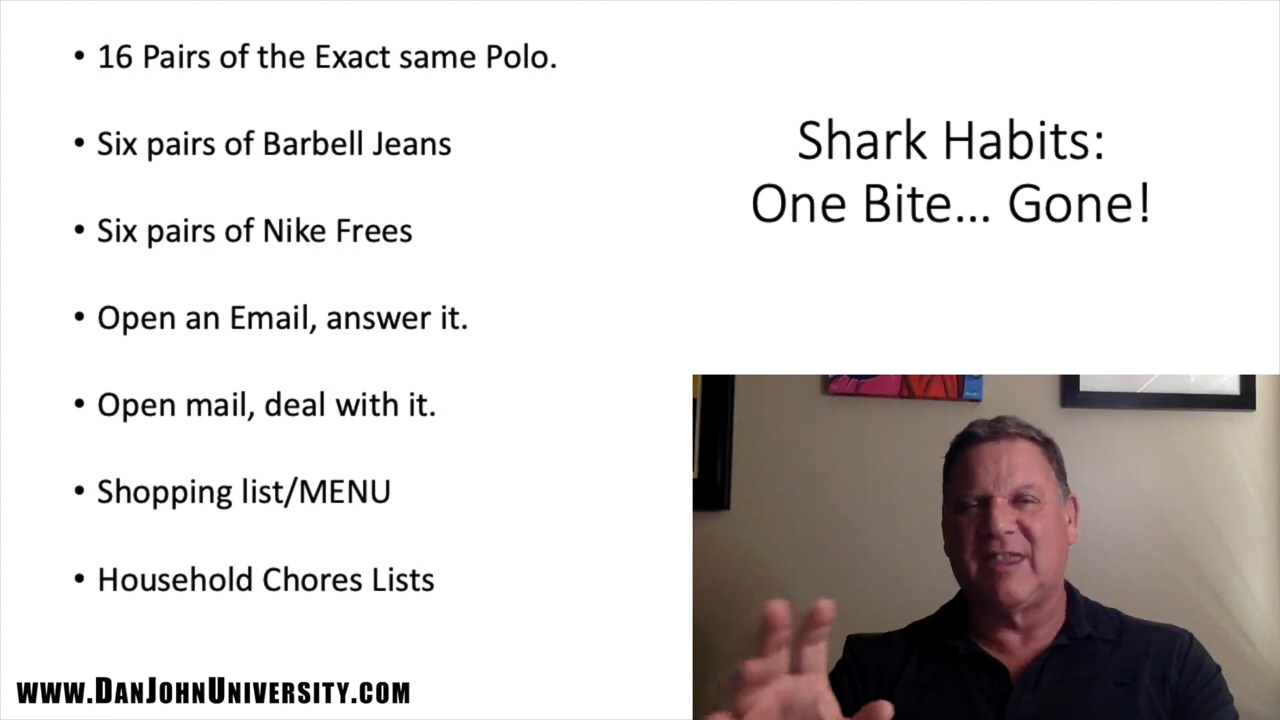 • 16 Pairs of the Exact same Polo.
• Six pairs of Barbell Jeans
• Six pairs of Nike Frees
• Open an Email, answer it.
• Open mail, deal with it.
• Shopping list/MENU
• Household Chores Lists
Shark Habits:
One Bite... Gone!
www.DanJohnUniversity.com